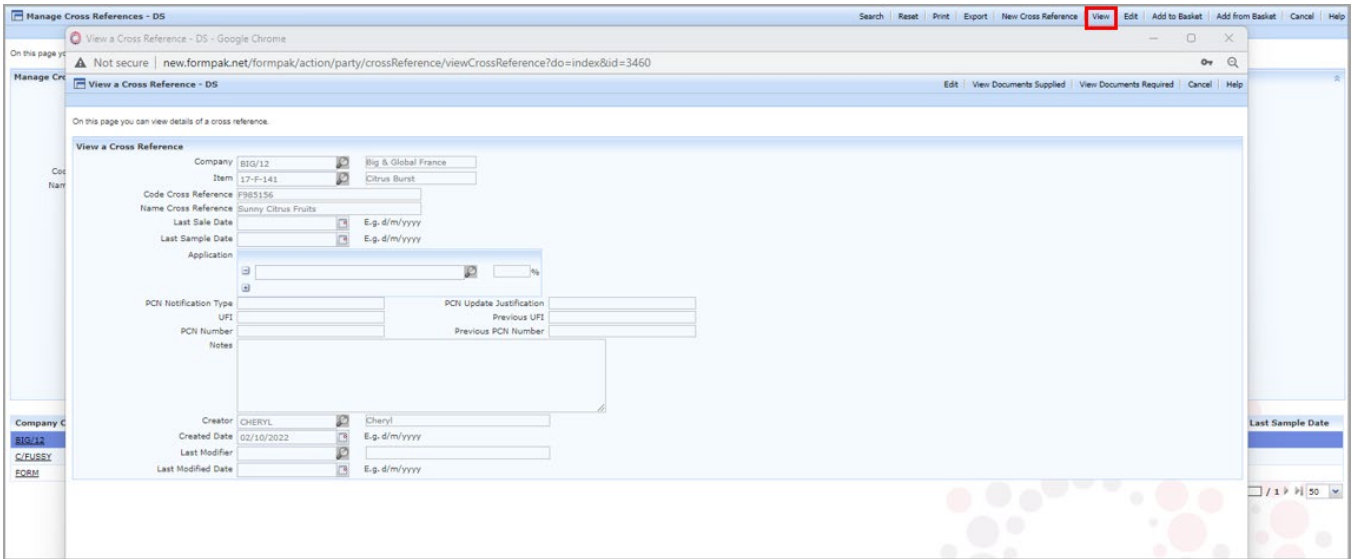 Manage Cross References - DS Search Reset Print Export New Cross Reference View Edit Add to Basket Add from Basket Cancel Help
View a Cross Reference - DS - Google Chrome
On this page
Not secure | new.formpak.net/formpak/action/party/crossReference/viewCrossReference?do=index&id=3460
Manage
View a Cross Reference - DS Edit View Documents Supplied View Documents Required Cancel Help
On this page you can view details of a cross reference.
View a Cross Reference
Company BIG/12 Big & Global France
Item 17-F-141 Citrus Burst
Code Cross Reference F985156
Name Cross Reference Sunny Citrus Fruits
Last Sale Date E.g. d/m/yyyy
Last Sample Date E.g. d/m/yyyy
Application
%
PCN Notification Type PCN Update Justification
UFI Previous UFI
PCN Number Previous PCN Number
Notes
Creator CHERYL Cheryl
Created Date 02/10/2022 E.g. d/m/yyyy
Last Modifier
Last Modified Date E.g. d/m/yyyy
Company C Last Sample Date
BIG/12
C/FUSSY
FORM
/ 1 50